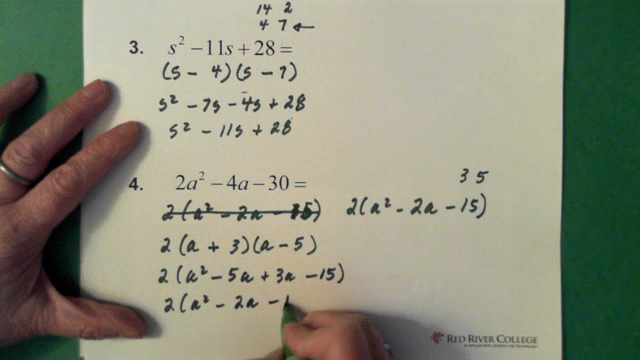 14 2
4 7 ←
3. s² − 11s + 28 =
(s − 4)(s − 7)
s² − 7s − 4s + 28
s² − 11s + 28
3 5
4. 2a² − 4a − 30 =
2(a² − 2a − 15) 2(a² − 2a − 15)
2(a + 3)(a − 5)
2(a² − 5a + 3a − 15)
2(a² − 2a − 1
RED RIVER COLLEGE